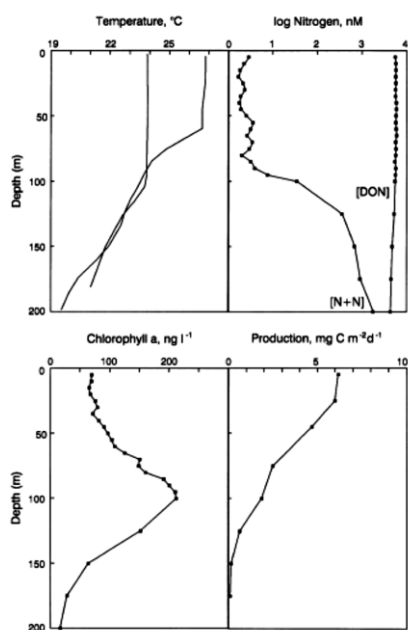 Temperature, °C
19 22 25
log Nitrogen, nM
0 1 2 3 4
Depth (m)
0
50
100
150
200
[DON]
[N+N]
Chlorophyll a, ng l⁻¹
0 100 200
Production, mg C m⁻²d⁻¹
0 5 10
Depth (m)
0
50
100
150
200